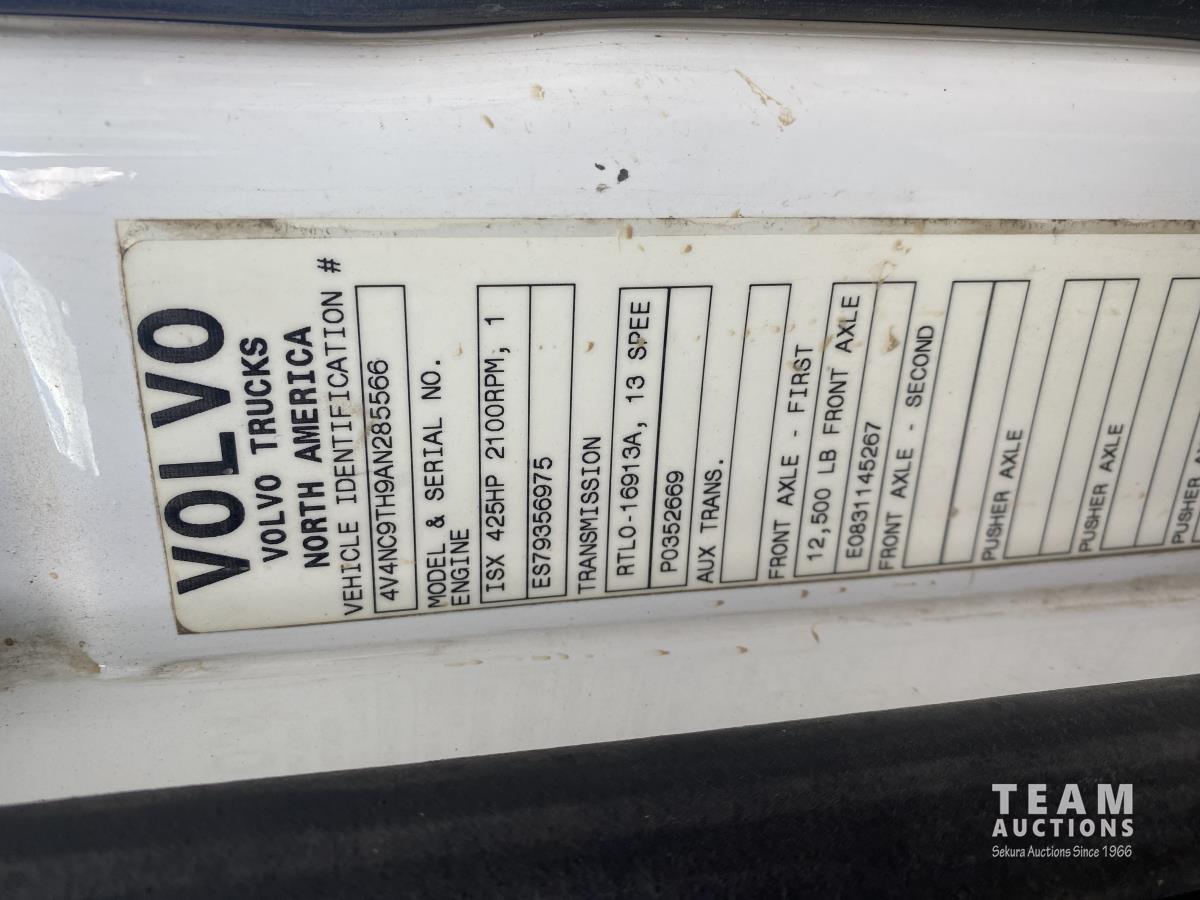 VOLVO
VOLVO TRUCKS
NORTH AMERICA
VEHICLE IDENTIFICATION #
4V4NC9TH9AN285566
MODEL & SERIAL NO.
ENGINE
ISX 425HP 2100RPM, 1
ES79356975
TRANSMISSION
RTLO-16913A, 13 SPEE
P0352669
AUX TRANS.
FRONT AXLE - FIRST
12,500 LB FRONT AXLE
E0831145267
FRONT AXLE - SECOND
PUSHER AXLE
PUSHER AXLE
TEAM
AUCTIONS
Sekura Auctions Since 1966